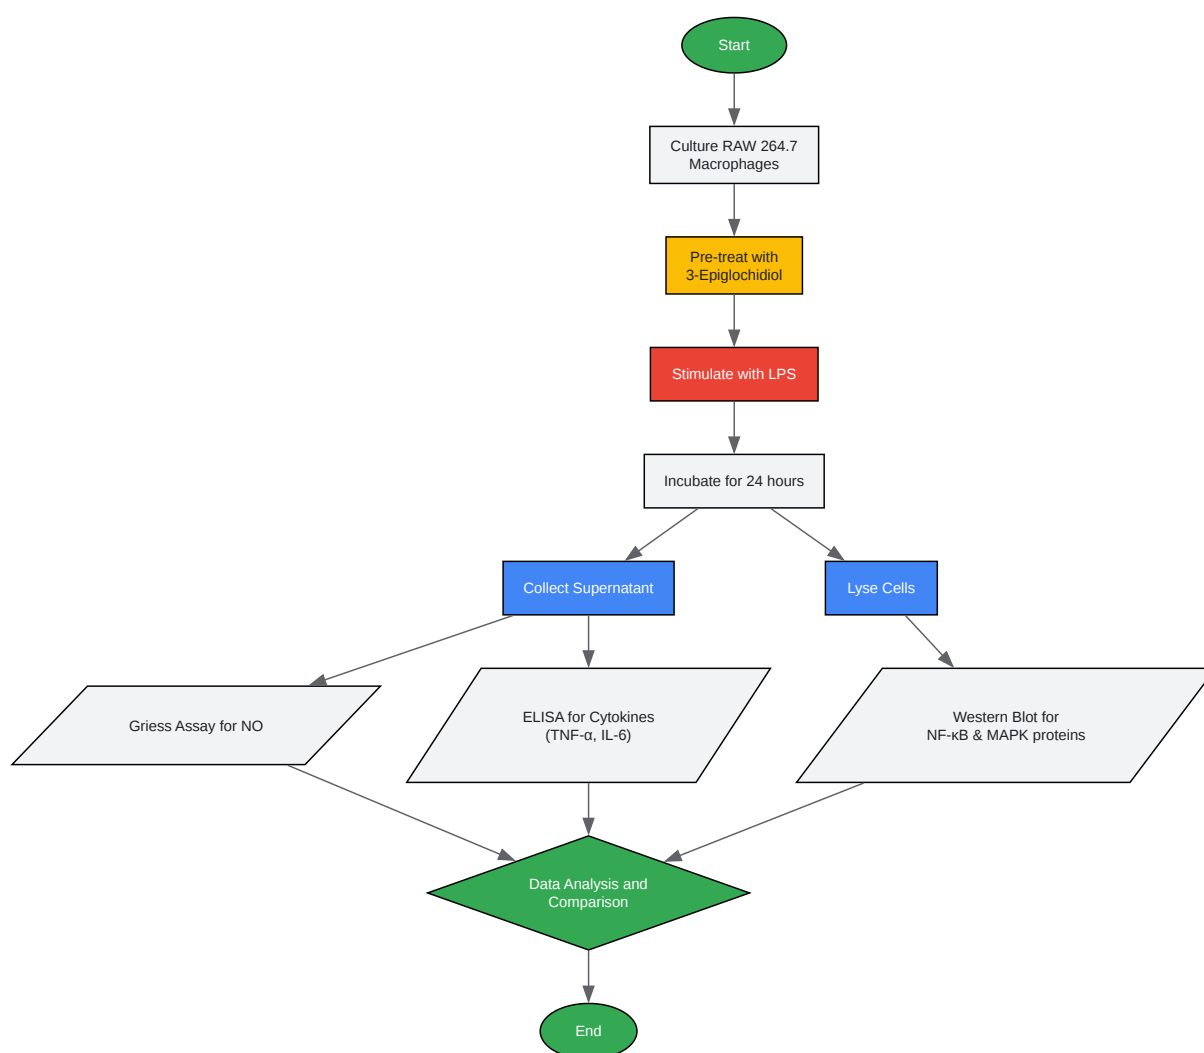 Start
Culture RAW 264.7
Macrophages
Pre-treat with
3-Epiglochidiol
Stimulate with LPS
Incubate for 24 hours
Collect Supernatant
Lyse Cells
Griess Assay for NO
ELISA for Cytokines
(TNF-α, IL-6)
Western Blot for
NF-κB & MAPK proteins
Data Analysis and
Comparison
End